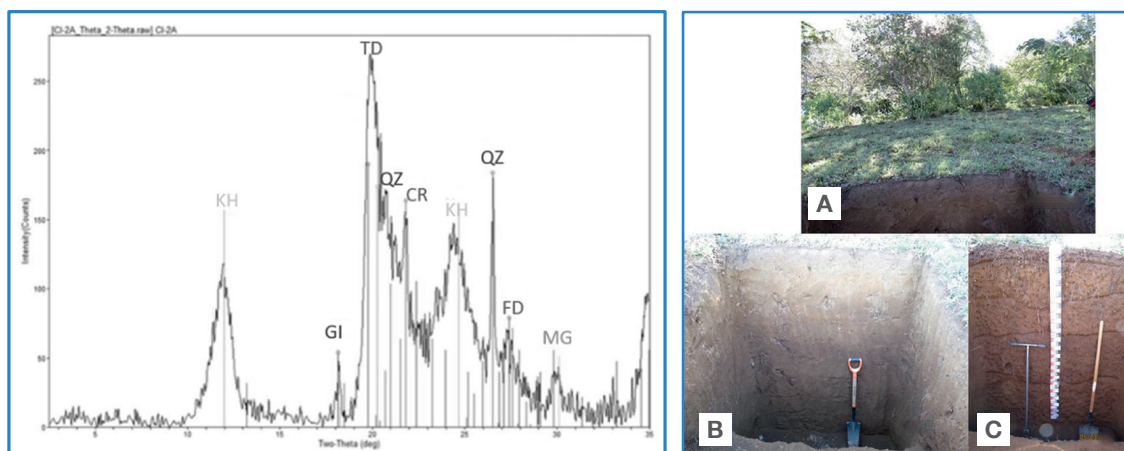 [CI-2A_Theta_2-Theta.raw] CI-2A
TD
250
200
QZ
KH
QZ
CR
KH
150
Intensity(Counts)
100
GI
FD
MG
50
0
5
10
15
20
25
30
35
Two-Theta (deg)
A
B
C